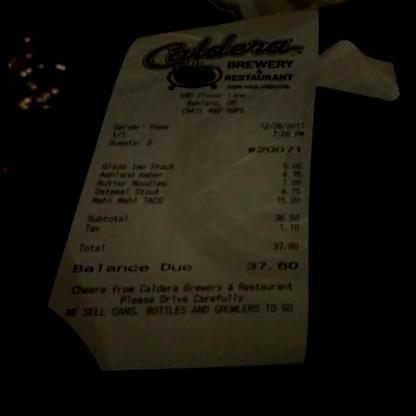 Caldera
BREWERY
&
RESTAURANT
590 Clover Lane
Ashland, OR
(541) 482-HOPS
Server: 12/26/2017
1/1 7:06 PM
Guests: 2
#20071
Glass Imp Stout 5.00
Ashland Amber 4.75
Butter Noodles 7.00
Oatmeal Stout 4.75
Mahi Mahi TACO 15.00
Subtotal 36.50
Tax 1.10
Total 37.60
Balance Due 37.60
Cheers from Caldera Brewery & Restaurant
Please Drive Carefully
WE SELL CANS, BOTTLES AND GROWLERS TO GO